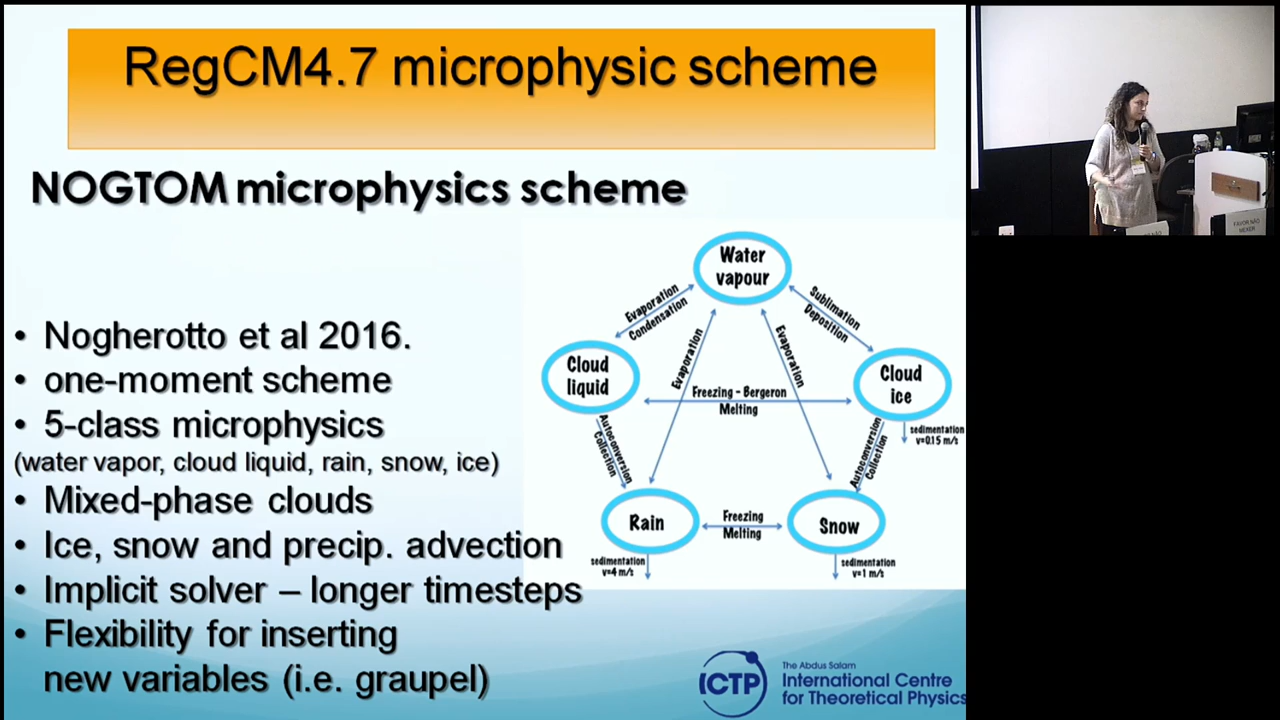 RegCM4.7 microphysic scheme
NOGTOM microphysics scheme
• Nogherotto et al 2016.
• one-moment scheme
• 5-class microphysics
(water vapor, cloud liquid, rain, snow, ice)
• Mixed-phase clouds
• Ice, snow and precip. advection
• Implicit solver – longer timesteps
• Flexibility for inserting
new variables (i.e. graupel)
Water
vapour
Evaporation
Condensation
Sublimation
Deposition
Evaporation
Evaporation
Cloud
liquid
Cloud
ice
Freezing - Bergeron
Melting
sedimentation
v=0.15 m/s
Autoconversion
Collection
Autoconversion
Collection
Rain
Freezing
Melting
Snow
sedimentation
v=4 m/s
sedimentation
v=1 m/s
ICTP
The Abdus Salam
International Centre
for Theoretical Physics
FAVOR NÃO
MEXER